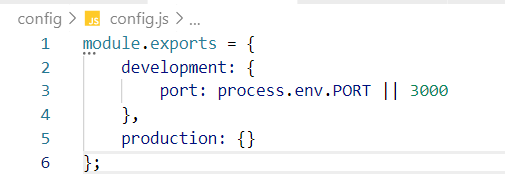 config > JS config.js > ...
1 module.exports = {
2     development: {
3         port: process.env.PORT || 3000
4     },
5     production: {}
6 };